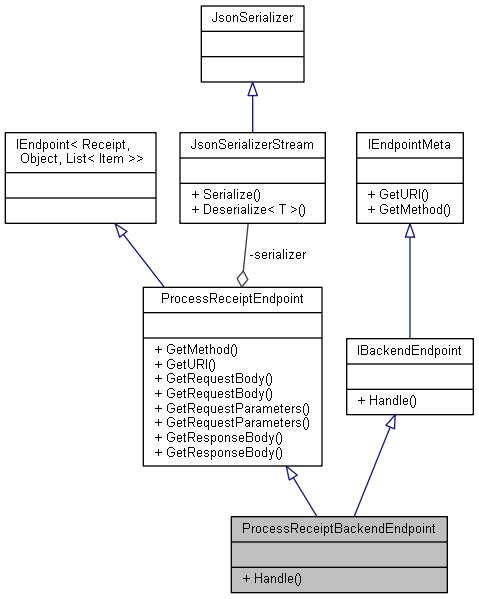 JsonSerializer
IEndpoint< Receipt,
Object, List< Item >>
JsonSerializerStream
+ Serialize()
+ Deserialize< T >()
IEndpointMeta
+ GetURI()
+ GetMethod()
-serializer
ProcessReceiptEndpoint
+ GetMethod()
+ GetURI()
+ GetRequestBody()
+ GetRequestBody()
+ GetRequestParameters()
+ GetRequestParameters()
+ GetResponseBody()
+ GetResponseBody()
IBackendEndpoint
+ Handle()
ProcessReceiptBackendEndpoint
+ Handle()